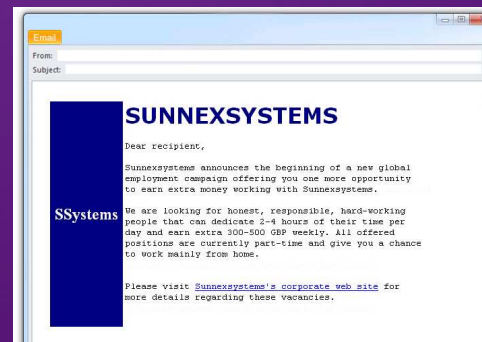 Email
From:
Subject:
SUNNEXSYSTEMS
Dear recipient,
Sunnexsystems announces the beginning of a new global
employment campaign offering you one more opportunity
to earn extra money working with Sunnexsystems.
SSystems
We are looking for honest, responsible, hard-working
people that can dedicate 2-4 hours of their time per
day and earn extra 300-500 GBP weekly. All offered
positions are currently part-time and give you a chance
to work mainly from home.
Please visit Sunnexsystems's corporate web site for
more details regarding these vacancies.